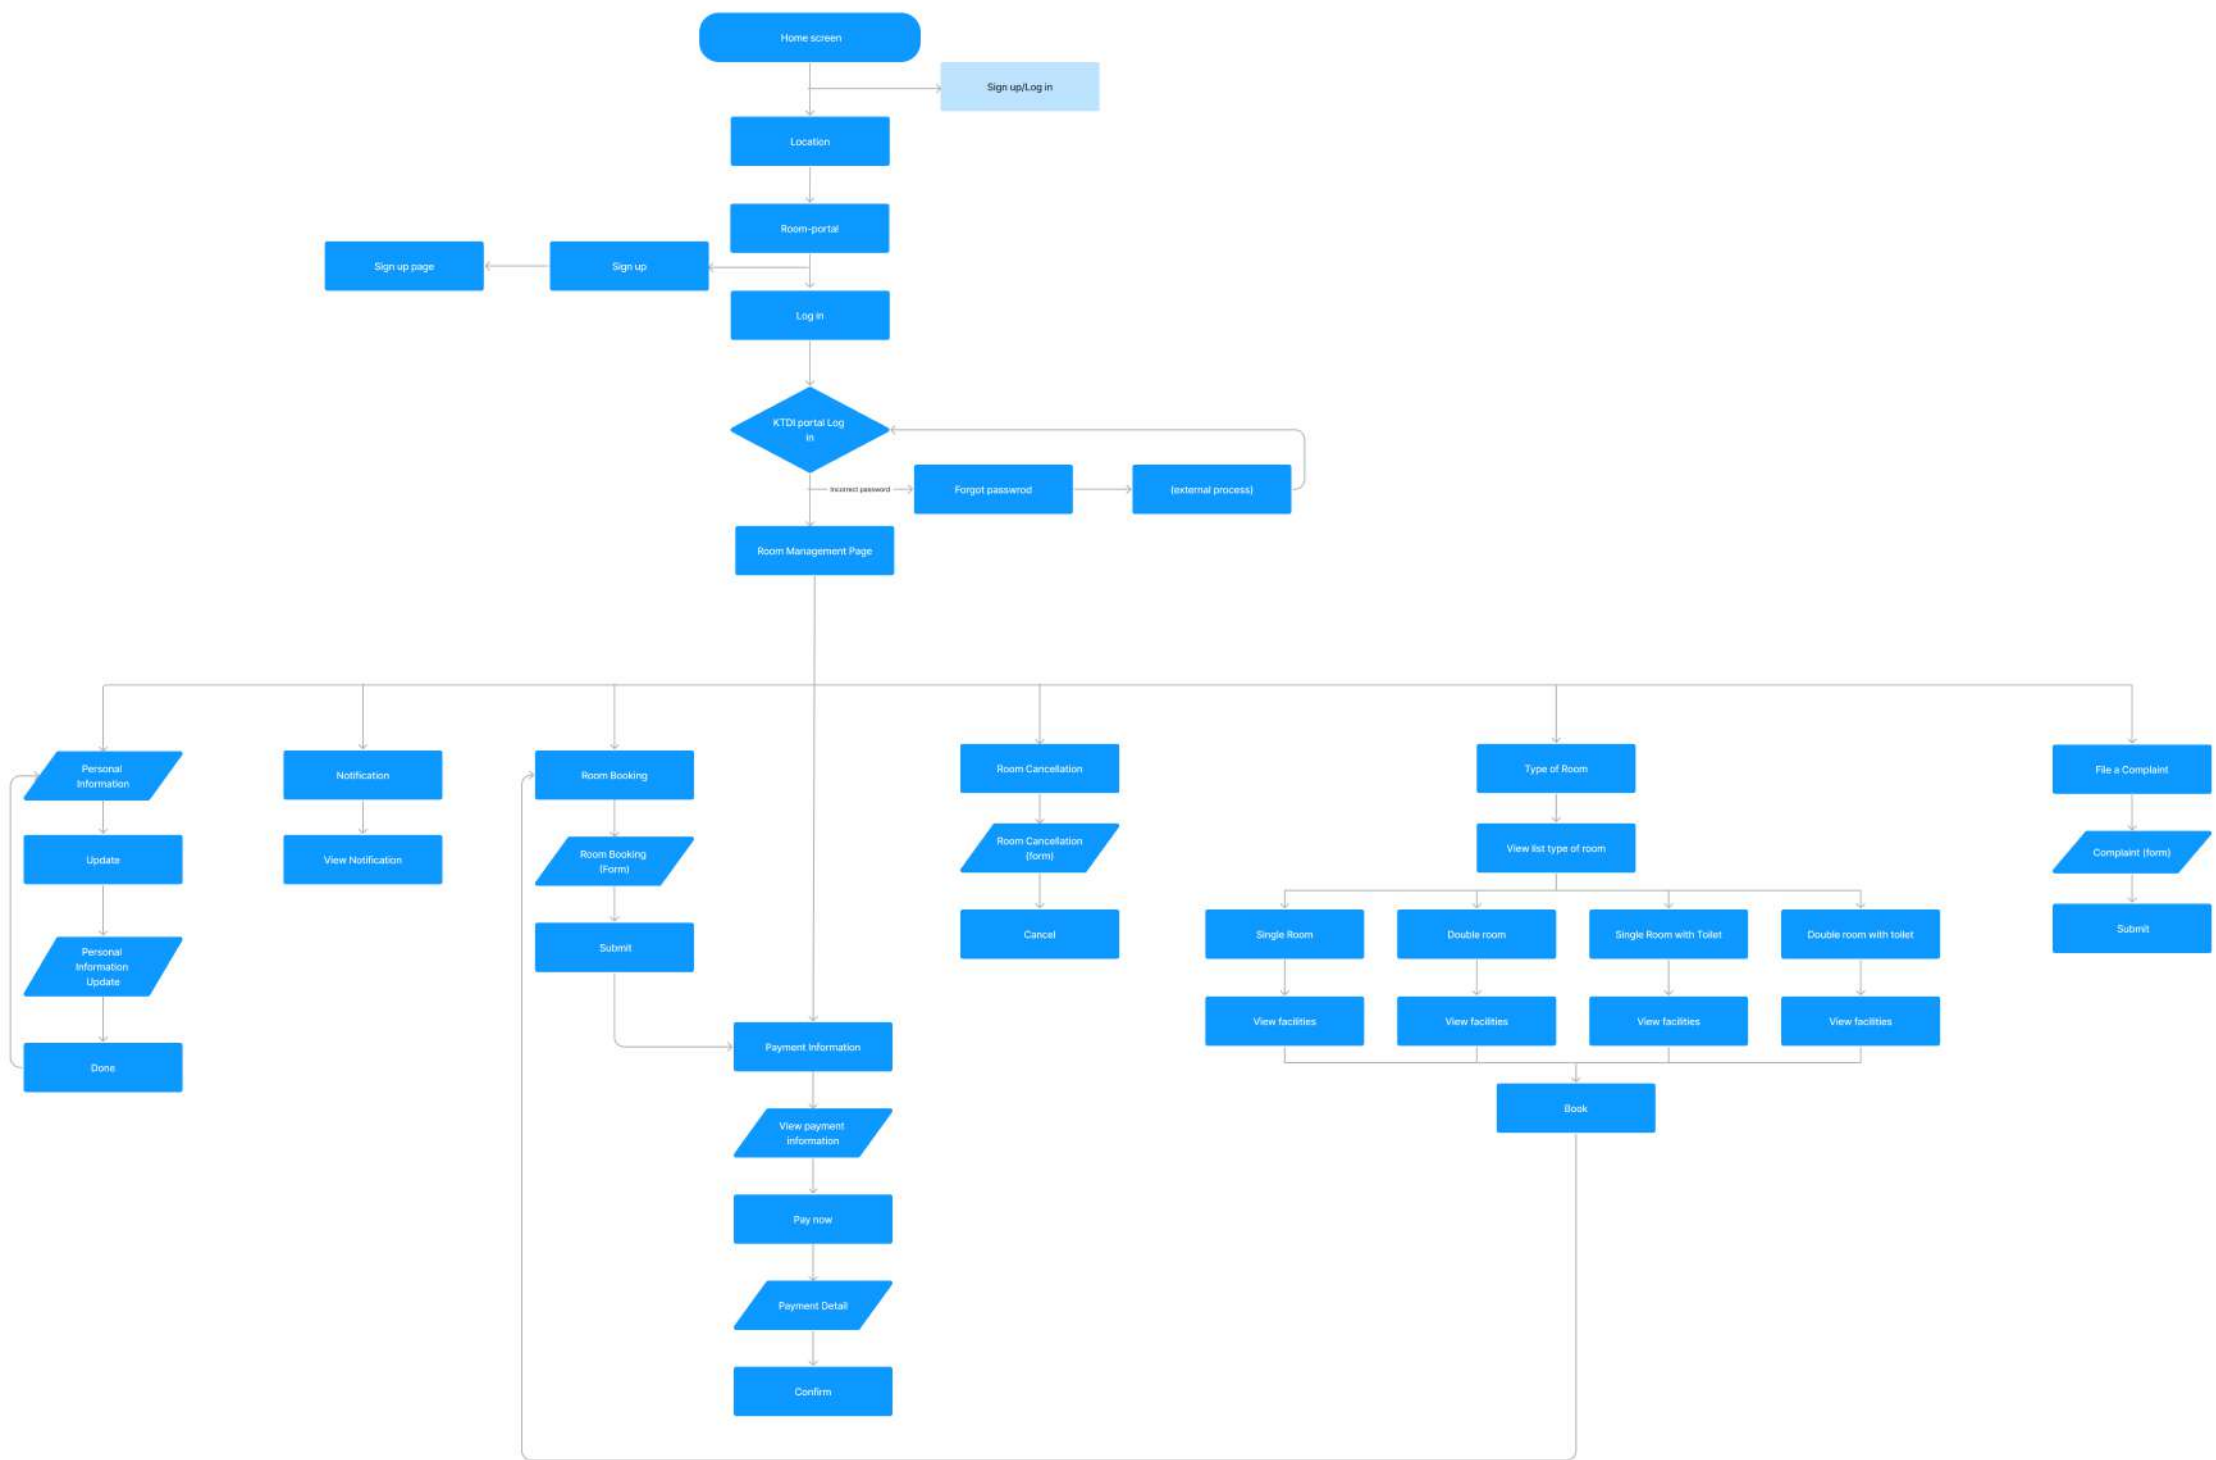 Home screen
Sign up/Log in
Location
Room-portal
Sign up page
Sign up
Log in
KTDI portal Log
in
Incorrect password
Forgot passwrod
(external process)
Room Management Page
Personal
Information
Notification
Room Booking
Room Cancellation
Type of Room
File a Complaint
Update
View Notification
Room Booking
(Form)
Room Cancellation
(form)
View list type of room
Complaint (form)
Personal
Information
Update
Submit
Cancel
Single Room
Double room
Single Room with Toilet
Double room with toilet
Submit
Done
Payment Information
View facilities
View facilities
View facilities
View facilities
View payment
information
Book
Pay now
Payment Detail
Confirm